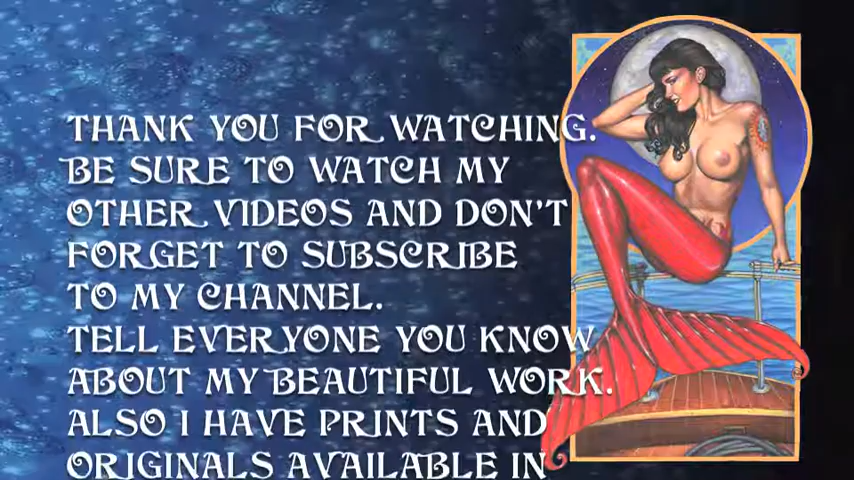 THANK YOU FOR WATCHING.
BE SURE TO WATCH MY
OTHER VIDEOS AND DON'T
FORGET TO SUBSCRIBE
TO MY CHANNEL.
TELL EVERYONE YOU KNOW
ABOUT MY BEAUTIFUL WORK.
ALSO I HAVE PRINTS AND
ORIGINALS AVAILABLE IN